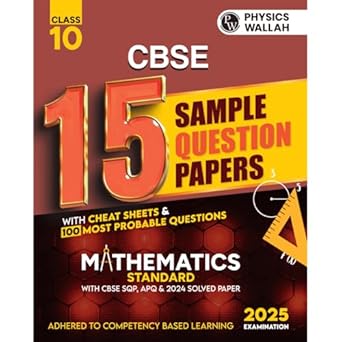 CLASS
10
PW
PHYSICS
WALLAH
CBSE
15
SAMPLE
QUESTION
PAPERS
WITH CHEAT SHEETS &
100 MOST PROBABLE QUESTIONS
MATHEMATICS
STANDARD
WITH CBSE SQP, APQ & 2024 SOLVED PAPER
2025
EXAMINATION
ADHERED TO COMPETENCY BASED LEARNING